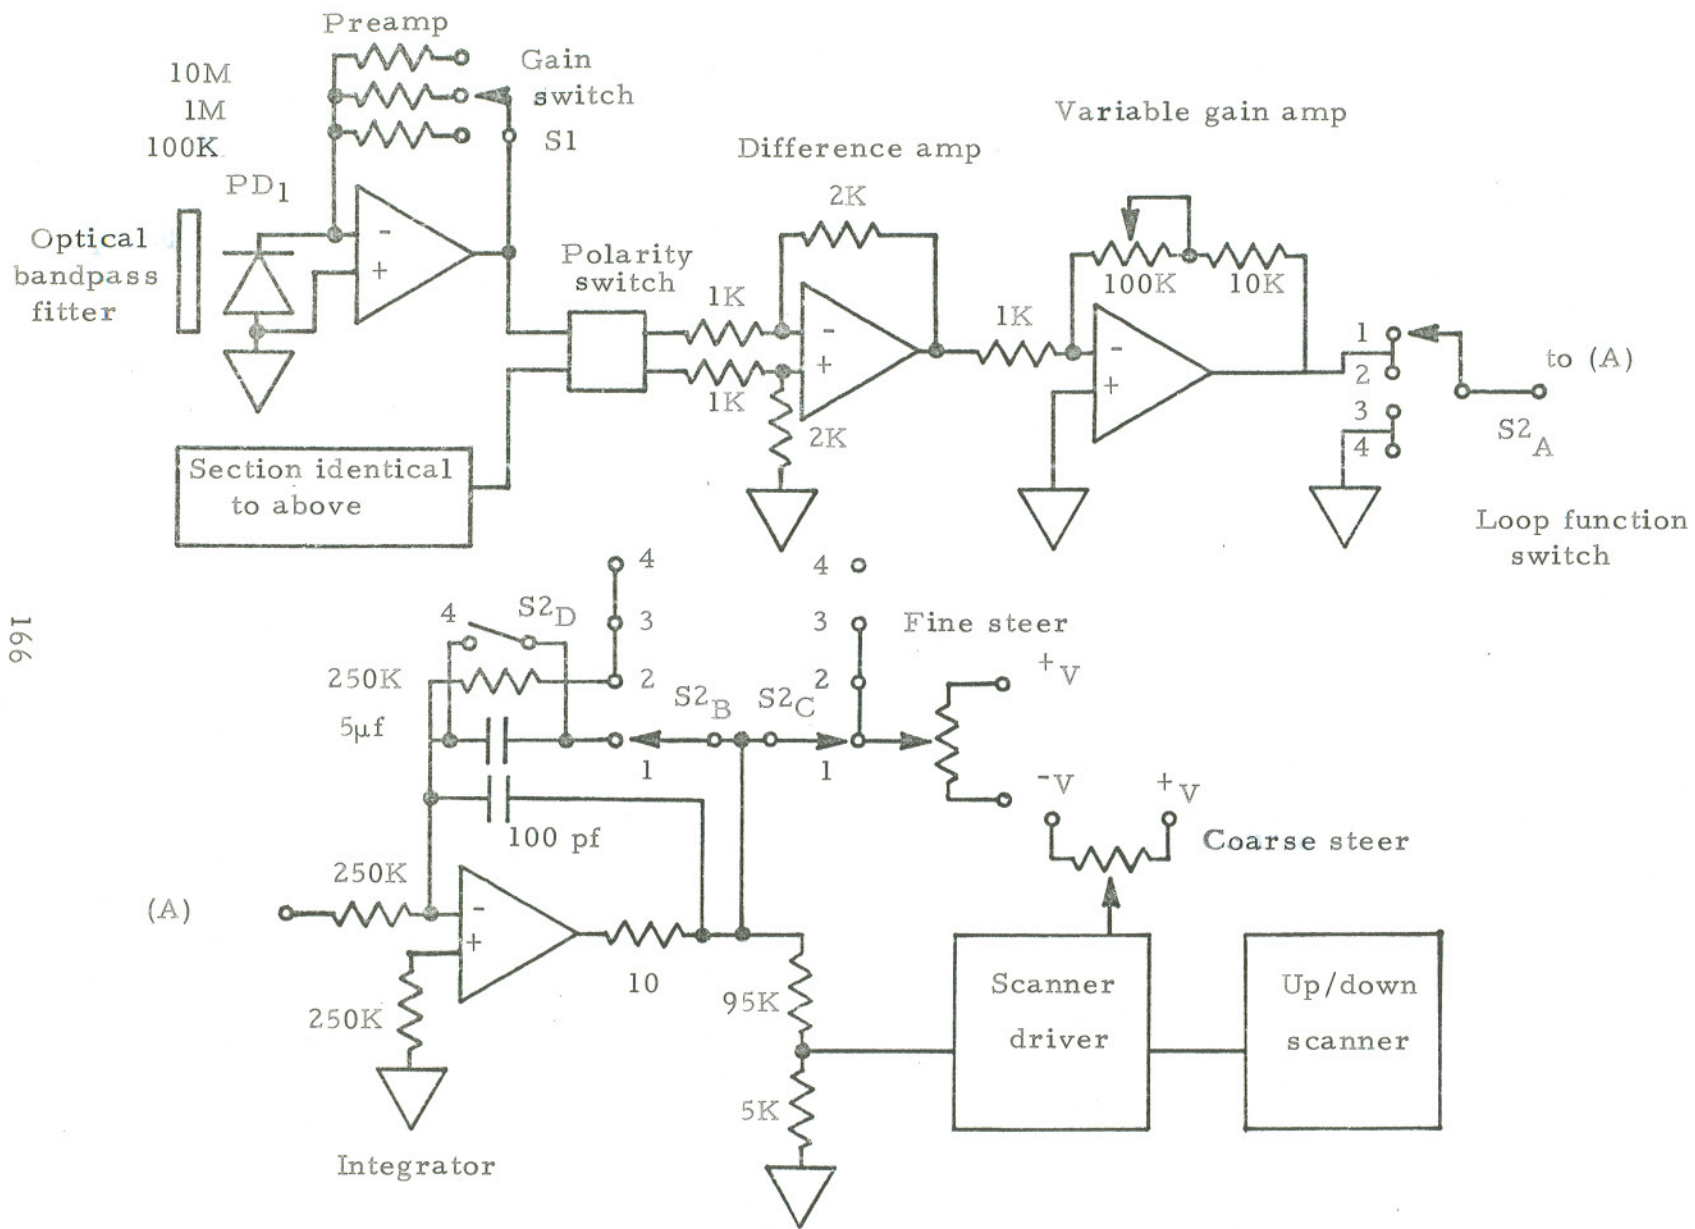 Preamp
10M
1M
100K
Gain
switch
S1
PD1
Optical
bandpass
fitter
Polarity
switch
Difference amp
2K
1K
1K
2K
Variable gain amp
100K
10K
1K
-
+
-
+
-
+
1
2
3
4
to (A)
S2A
Loop function
switch
Section identical
to above
166
4
S2D
4
3
2
1
250K
5µf
100 pf
S2B
S2C
4
3
2
1
Fine steer
+V
-V
+V
Coarse steer
(A)
250K
-
+
250K
10
95K
5K
Integrator
Scanner
driver
Up/down
scanner